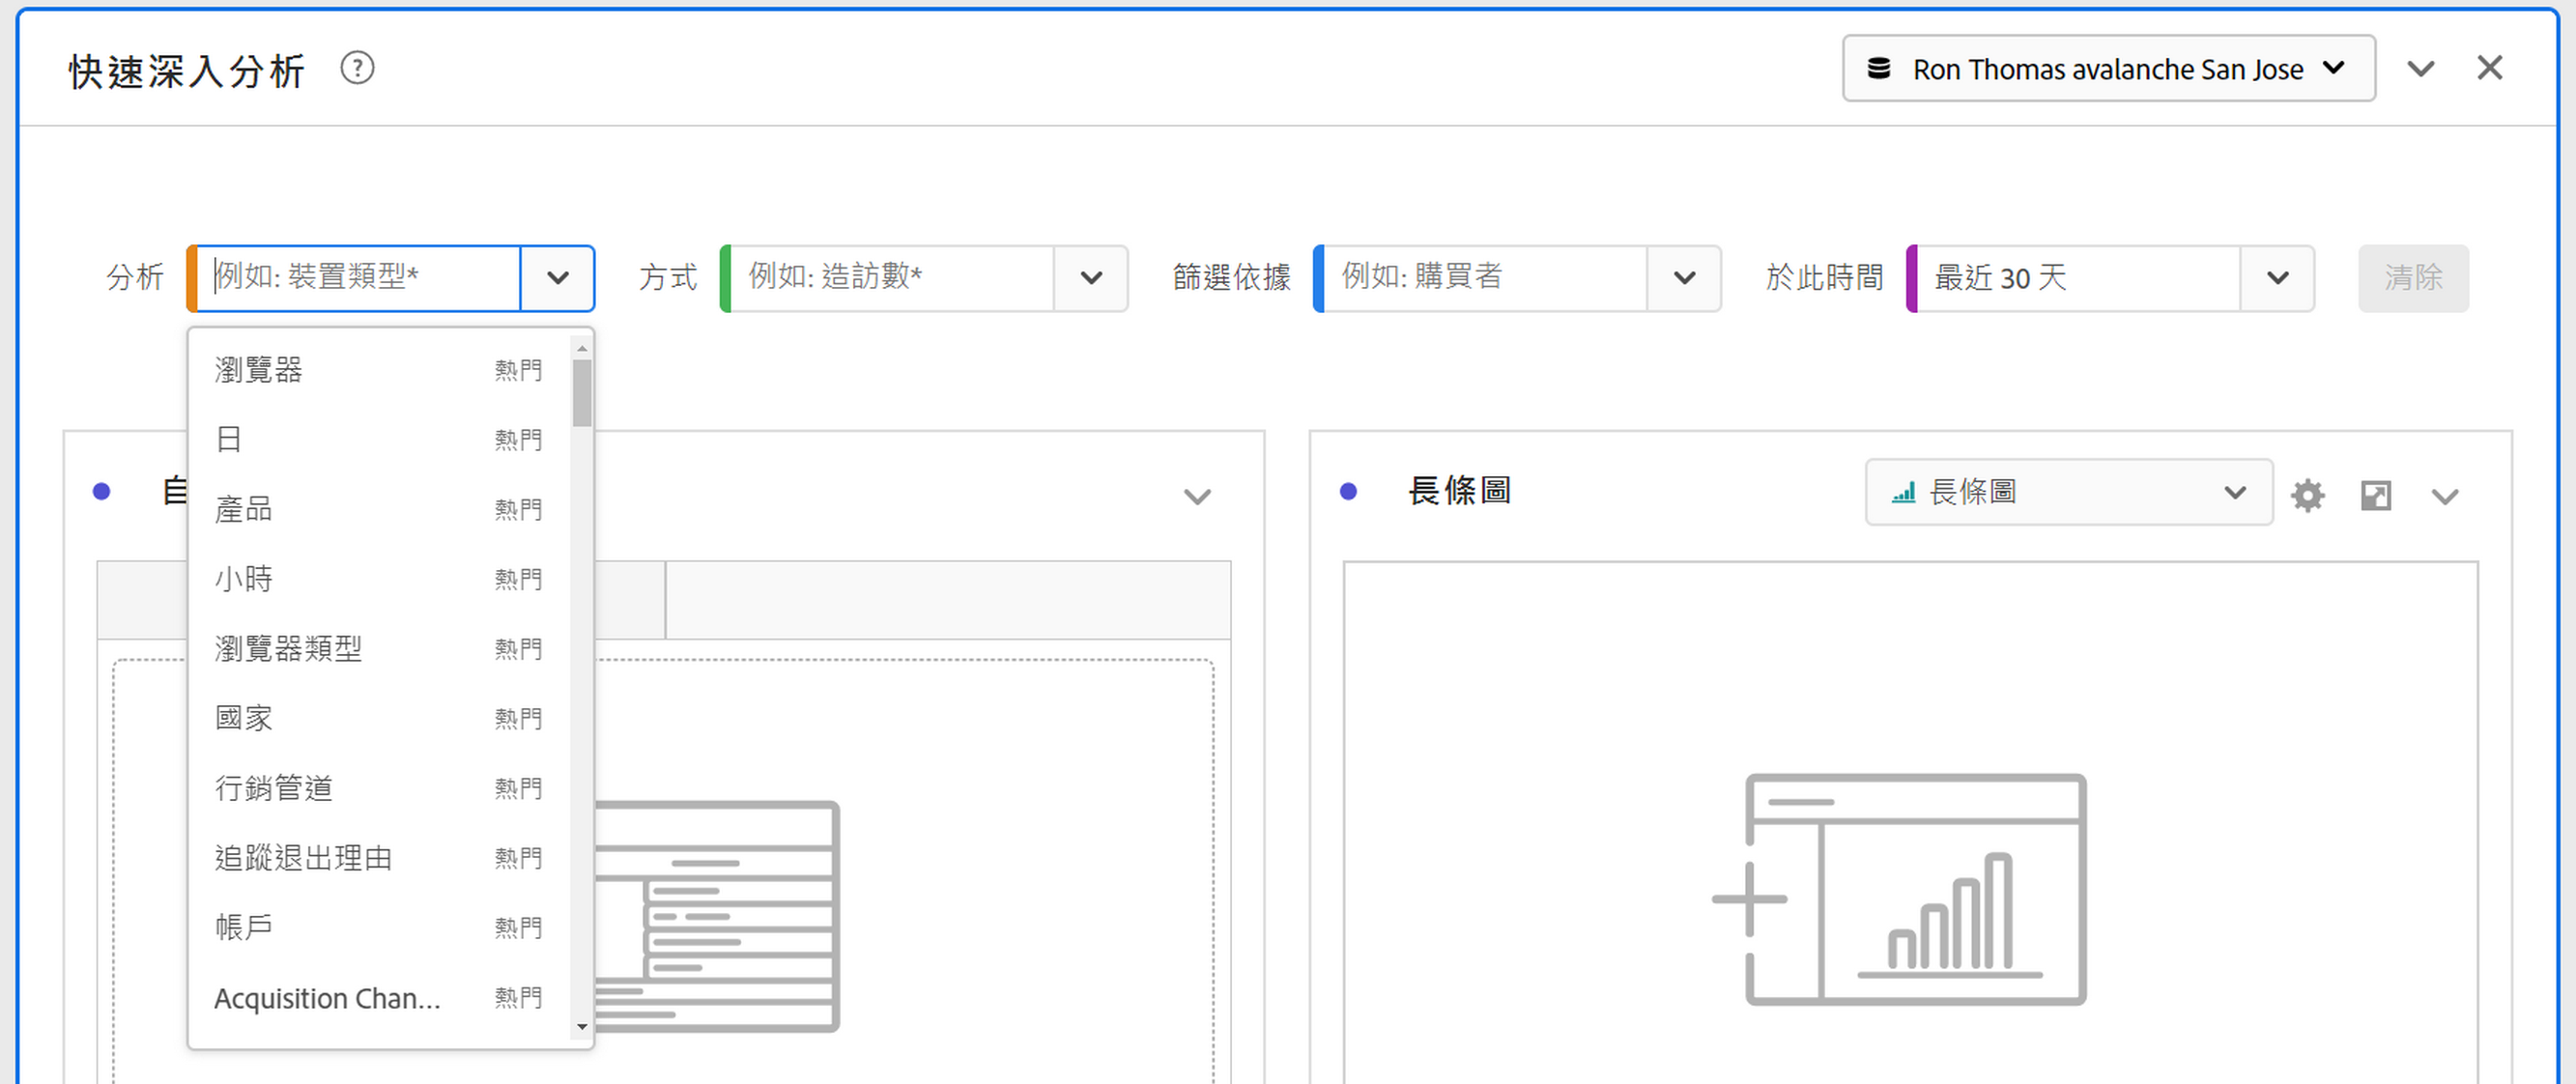 快速深入分析 ?
Ron Thomas avalanche San Jose
分析 例如: 裝置類型* 方式 例如: 造訪數* 篩選依據 例如: 購買者 於此時間 最近 30 天 清除
瀏覽器 熱門
日 熱門
產品 熱門
小時 熱門
瀏覽器類型 熱門
國家 熱門
行銷管道 熱門
追蹤退出理由 熱門
帳戶 熱門
Acquisition Chan... 熱門
自
長條圖 長條圖